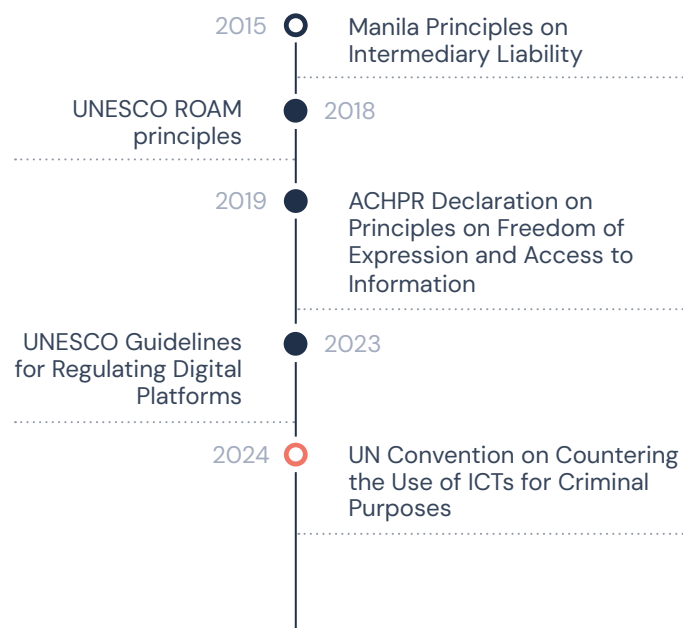 2015
Manila Principles on
Intermediary Liability
UNESCO ROAM
principles
2018
2019
ACHPR Declaration on
Principles on Freedom of
Expression and Access to
Information
UNESCO Guidelines
for Regulating Digital
Platforms
2023
2024
UN Convention on Countering
the Use of ICTs for Criminal
Purposes